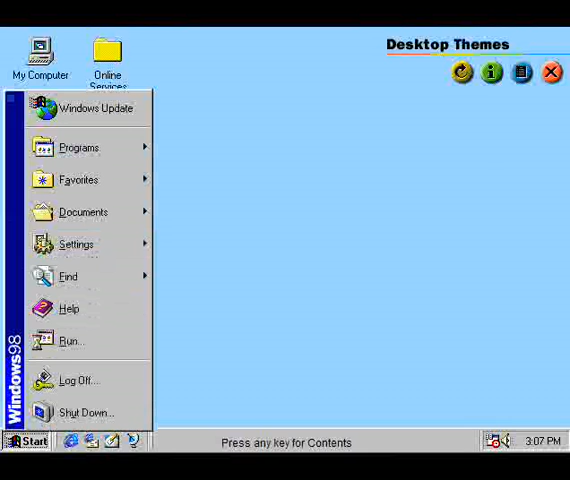 Desktop Themes
My Computer
Online
Services
Windows Update
Programs
Favorites
Documents
Settings
Find
Help
Run...
Log Off...
Shut Down...
Windows98
Start
Press any key for Contents
3:07 PM